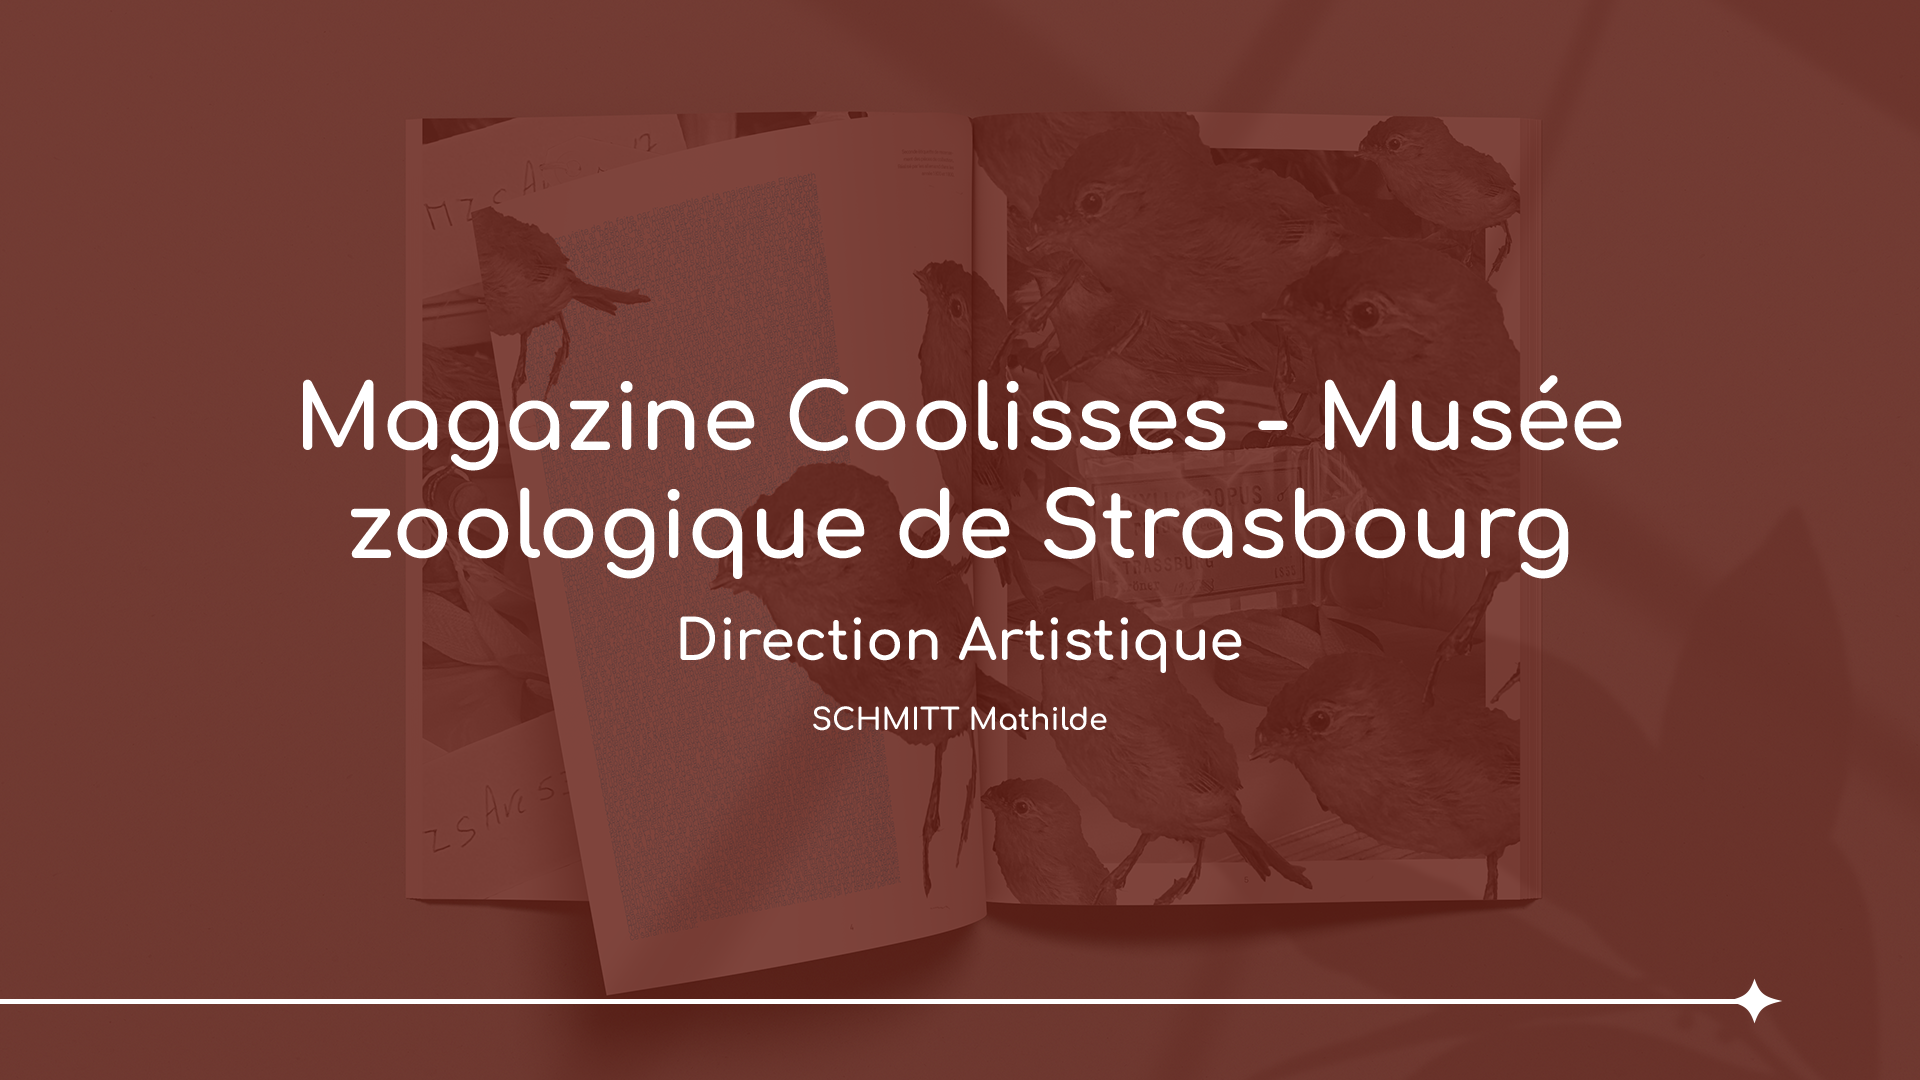 Magazine Coolisses - Musée
zoologique de Strasbourg
Direction Artistique
SCHMITT Mathilde